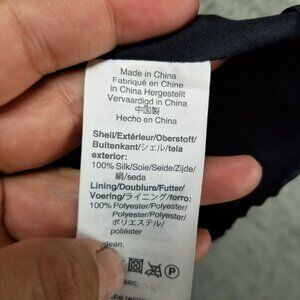 Made in China
Fabriqué en Chine
in China Hergestellt
Vervaardigd in China
中国製
Hecho en China
Shell/Extérieur/Oberstoff/
Buitenkant/シェル/tela
exterior:
100% Silk/Soie/Seide/Zijde/
絹/seda
Lining/Doublure/Futter/
Voering/ライニング/forro:
100% Polyester/Polyester/
Polyester/Polyester/
ポリエステル/
poliéster
clean.